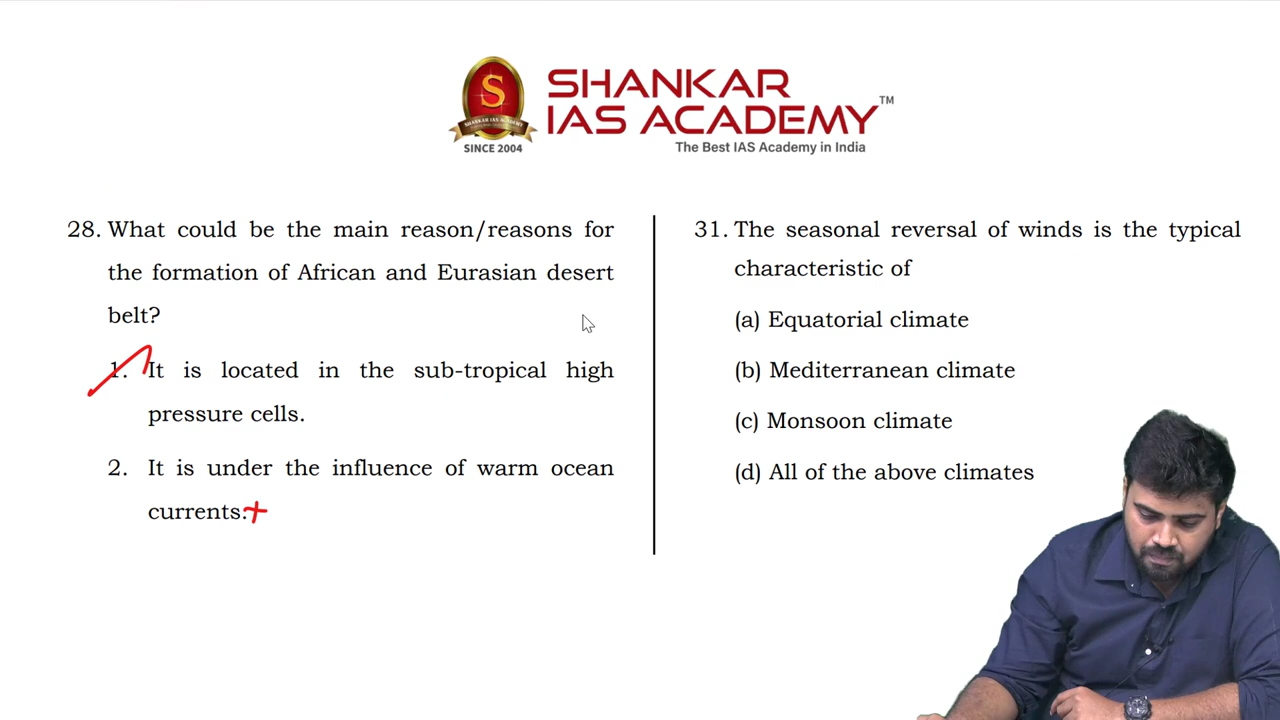 S
SHANKAR IAS ACADEMY
SINCE 2004
SHANKAR
IAS ACADEMY™
The Best IAS Academy in India
28. What could be the main reason/reasons for
the formation of African and Eurasian desert
belt?
1. It is located in the sub-tropical high
pressure cells.
2. It is under the influence of warm ocean
currents.
31. The seasonal reversal of winds is the typical
characteristic of
(a) Equatorial climate
(b) Mediterranean climate
(c) Monsoon climate
(d) All of the above climates